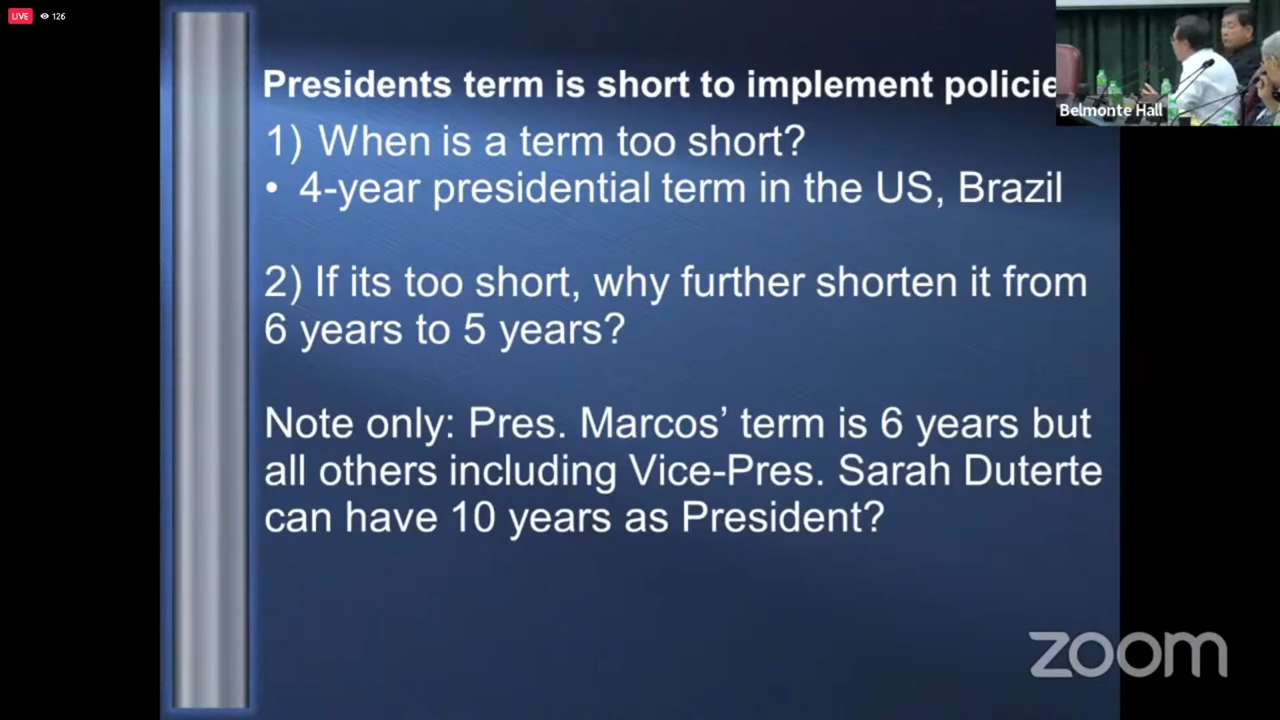 LIVE 126
Presidents term is short to implement policie
Belmonte Hall
1) When is a term too short?
• 4-year presidential term in the US, Brazil
2) If its too short, why further shorten it from
6 years to 5 years?
Note only: Pres. Marcos’ term is 6 years but
all others including Vice-Pres. Sarah Duterte
can have 10 years as President?
zoom